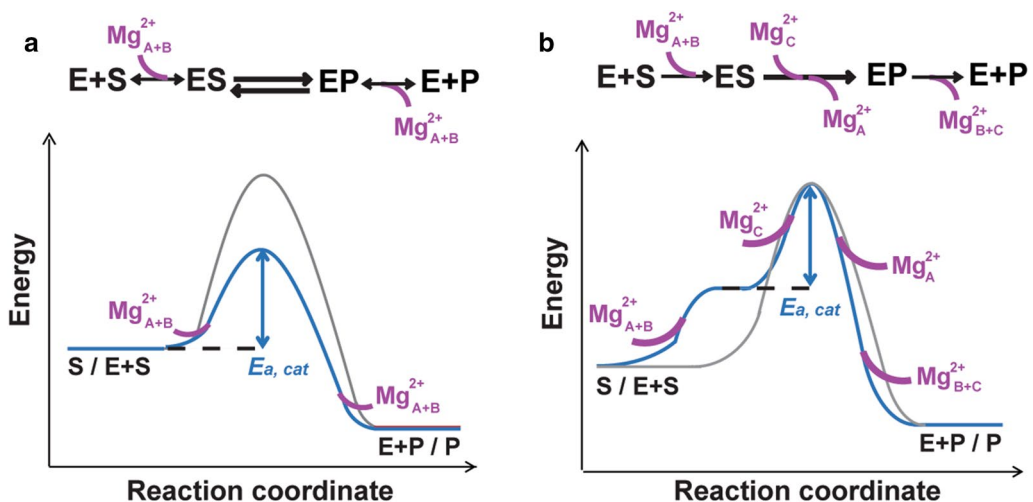 a
Mg2+A+B
E+S ES EP E+P
Mg2+A+B
Energy
Mg2+A+B
S / E+S
Ea, cat
Mg2+A+B
E+P / P
Reaction coordinate
b
Mg2+A+B Mg2+C
E+S ES EP E+P
Mg2+A Mg2+B+C
Energy
Mg2+C
Mg2+A
Mg2+A+B
Ea, cat
S / E+S
Mg2+B+C
E+P / P
Reaction coordinate